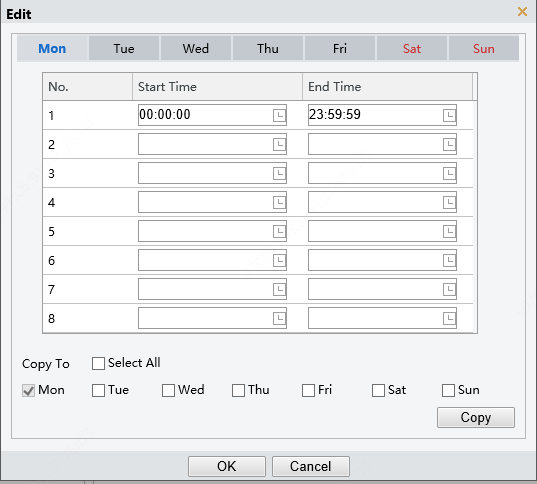 Edit
Mon Tue Wed Thu Fri Sat Sun
No. Start Time End Time
1 00:00:00 23:59:59
2
3
4
5
6
7
8
Copy To Select All
Mon Tue Wed Thu Fri Sat Sun
Copy
OK Cancel